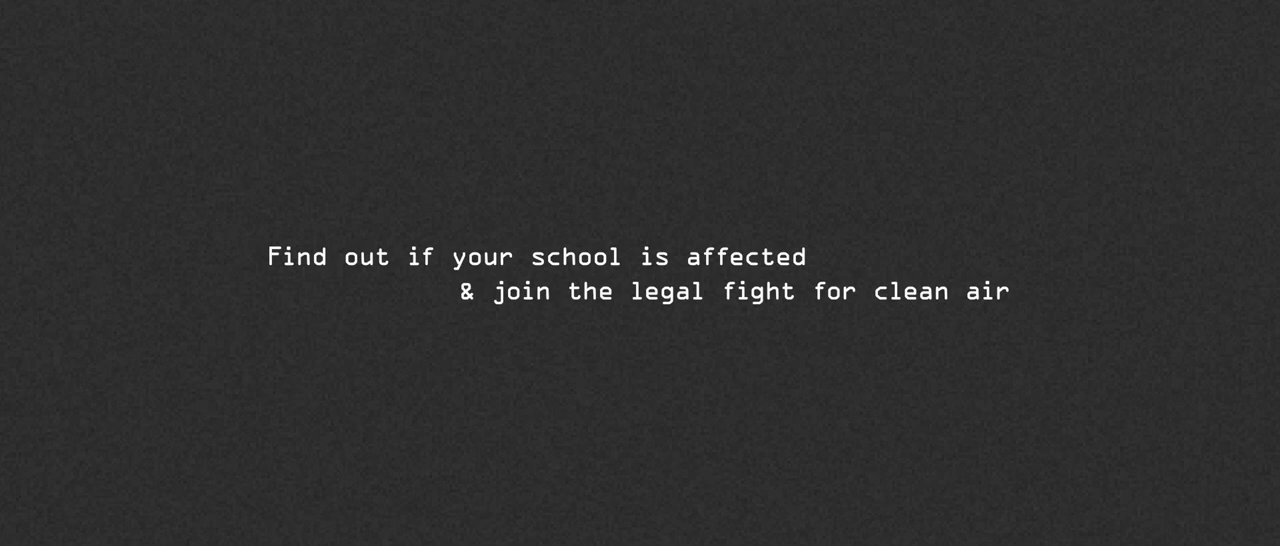 Find out if your school is affected
& join the legal fight for clean air